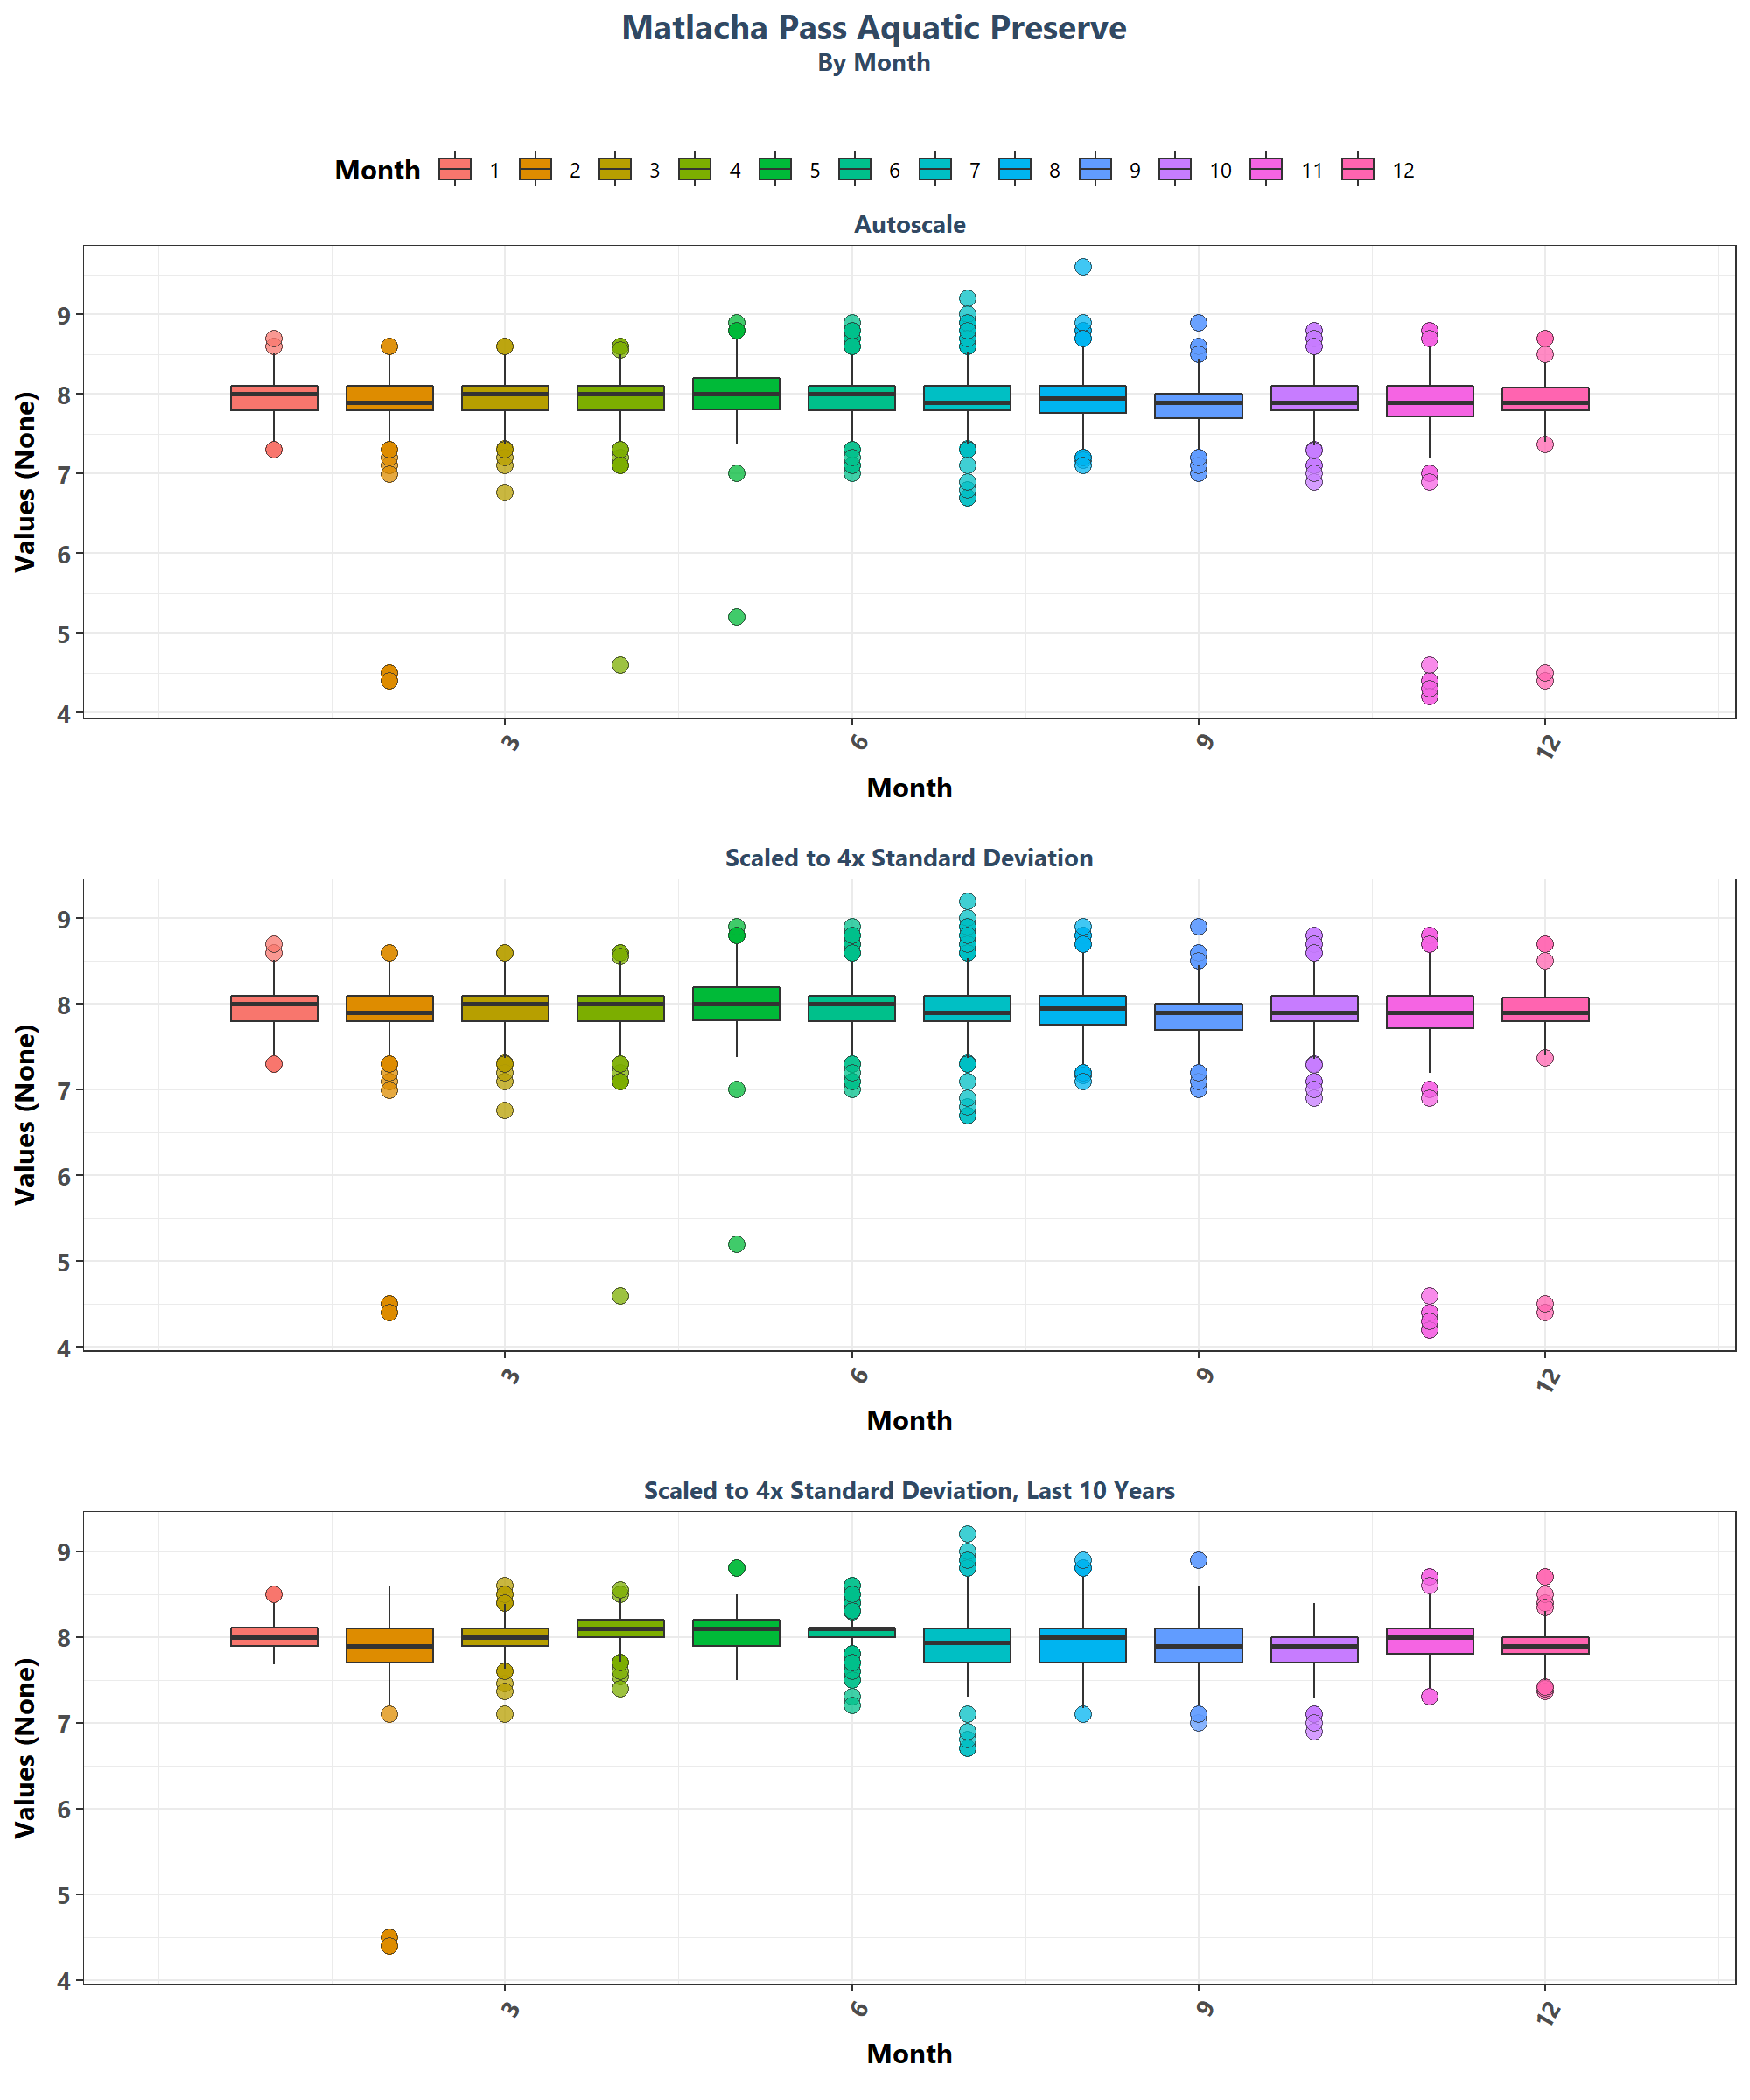 Matlacha Pass Aquatic Preserve
By Month
Month 1 2 3 4 5 6 7 8 9 10 11 12
Autoscale
Values (None)
9
8
7
6
5
4
3 6 9 12
Month
Scaled to 4x Standard Deviation
Values (None)
9
8
7
6
5
4
3 6 9 12
Month
Scaled to 4x Standard Deviation, Last 10 Years
Values (None)
9
8
7
6
5
4
3 6 9 12
Month